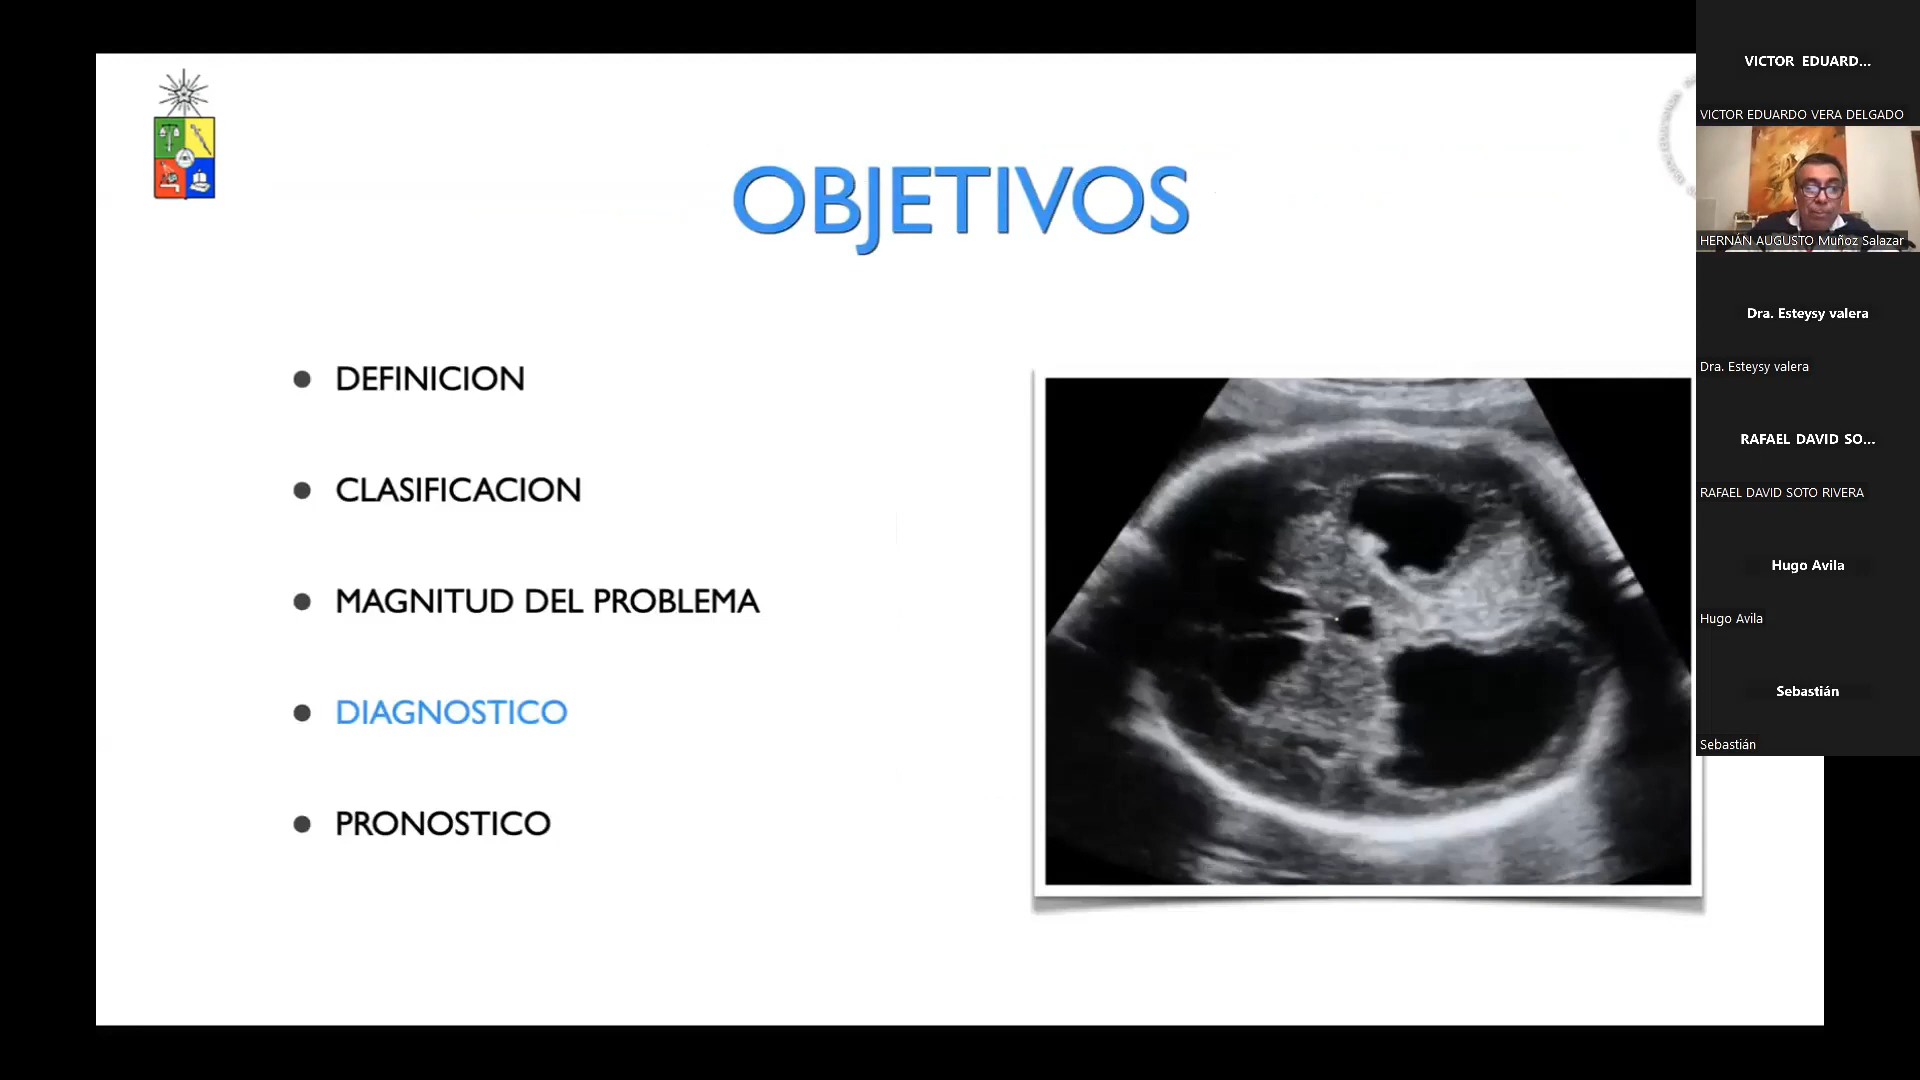 OBJETIVOS
DEFINICION
CLASIFICACION
MAGNITUD DEL PROBLEMA
DIAGNOSTICO
PRONOSTICO
VICTOR EDUARD...
VICTOR EDUARDO VERA DELGADO
HERNÁN AUGUSTO Muñoz Salazar
Dra. Esteysy valera
Dra. Esteysy valera
RAFAEL DAVID SO...
RAFAEL DAVID SOTO RIVERA
Hugo Avila
Hugo Avila
Sebastián
Sebastián